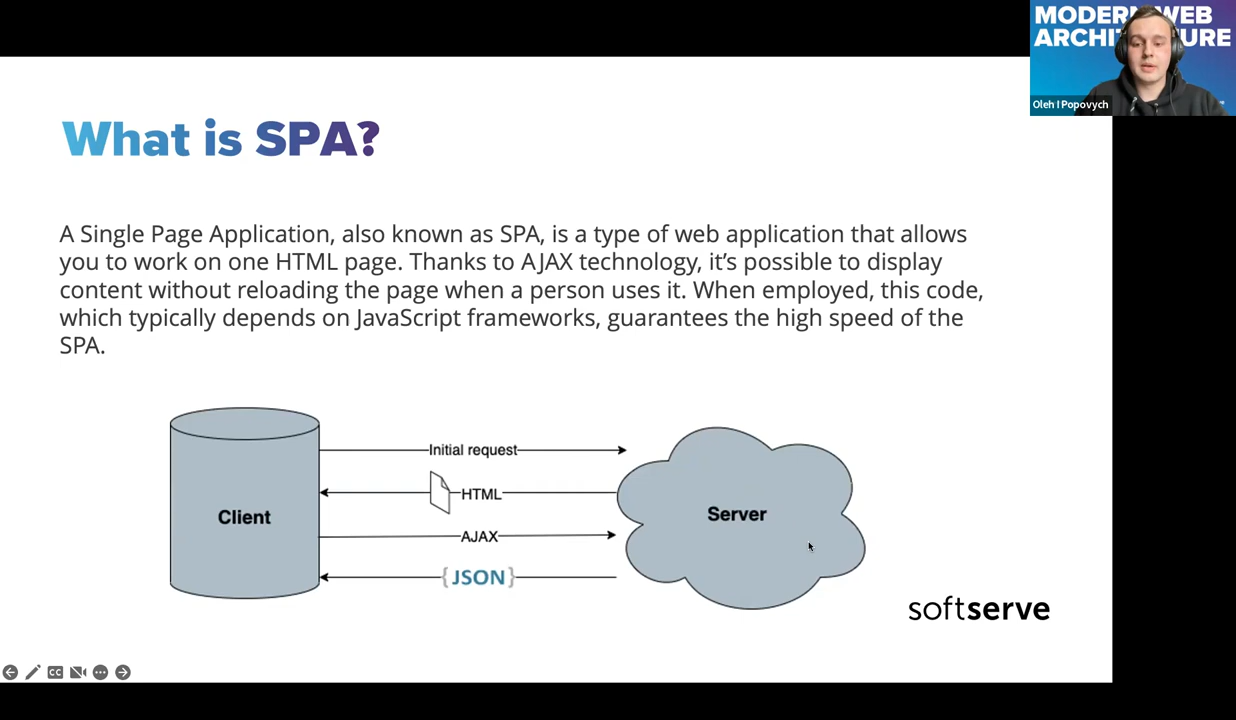 MODERN WEB
What is SPA?
Oleh I Popovych
A Single Page Application, also known as SPA, is a type of web application that allows
you to work on one HTML page. Thanks to AJAX technology, it’s possible to display
content without reloading the page when a person uses it. When employed, this code,
which typically depends on JavaScript frameworks, guarantees the high speed of the
SPA.
Initial request
HTML
Client
Server
AJAX
{JSON}
softserve
CC